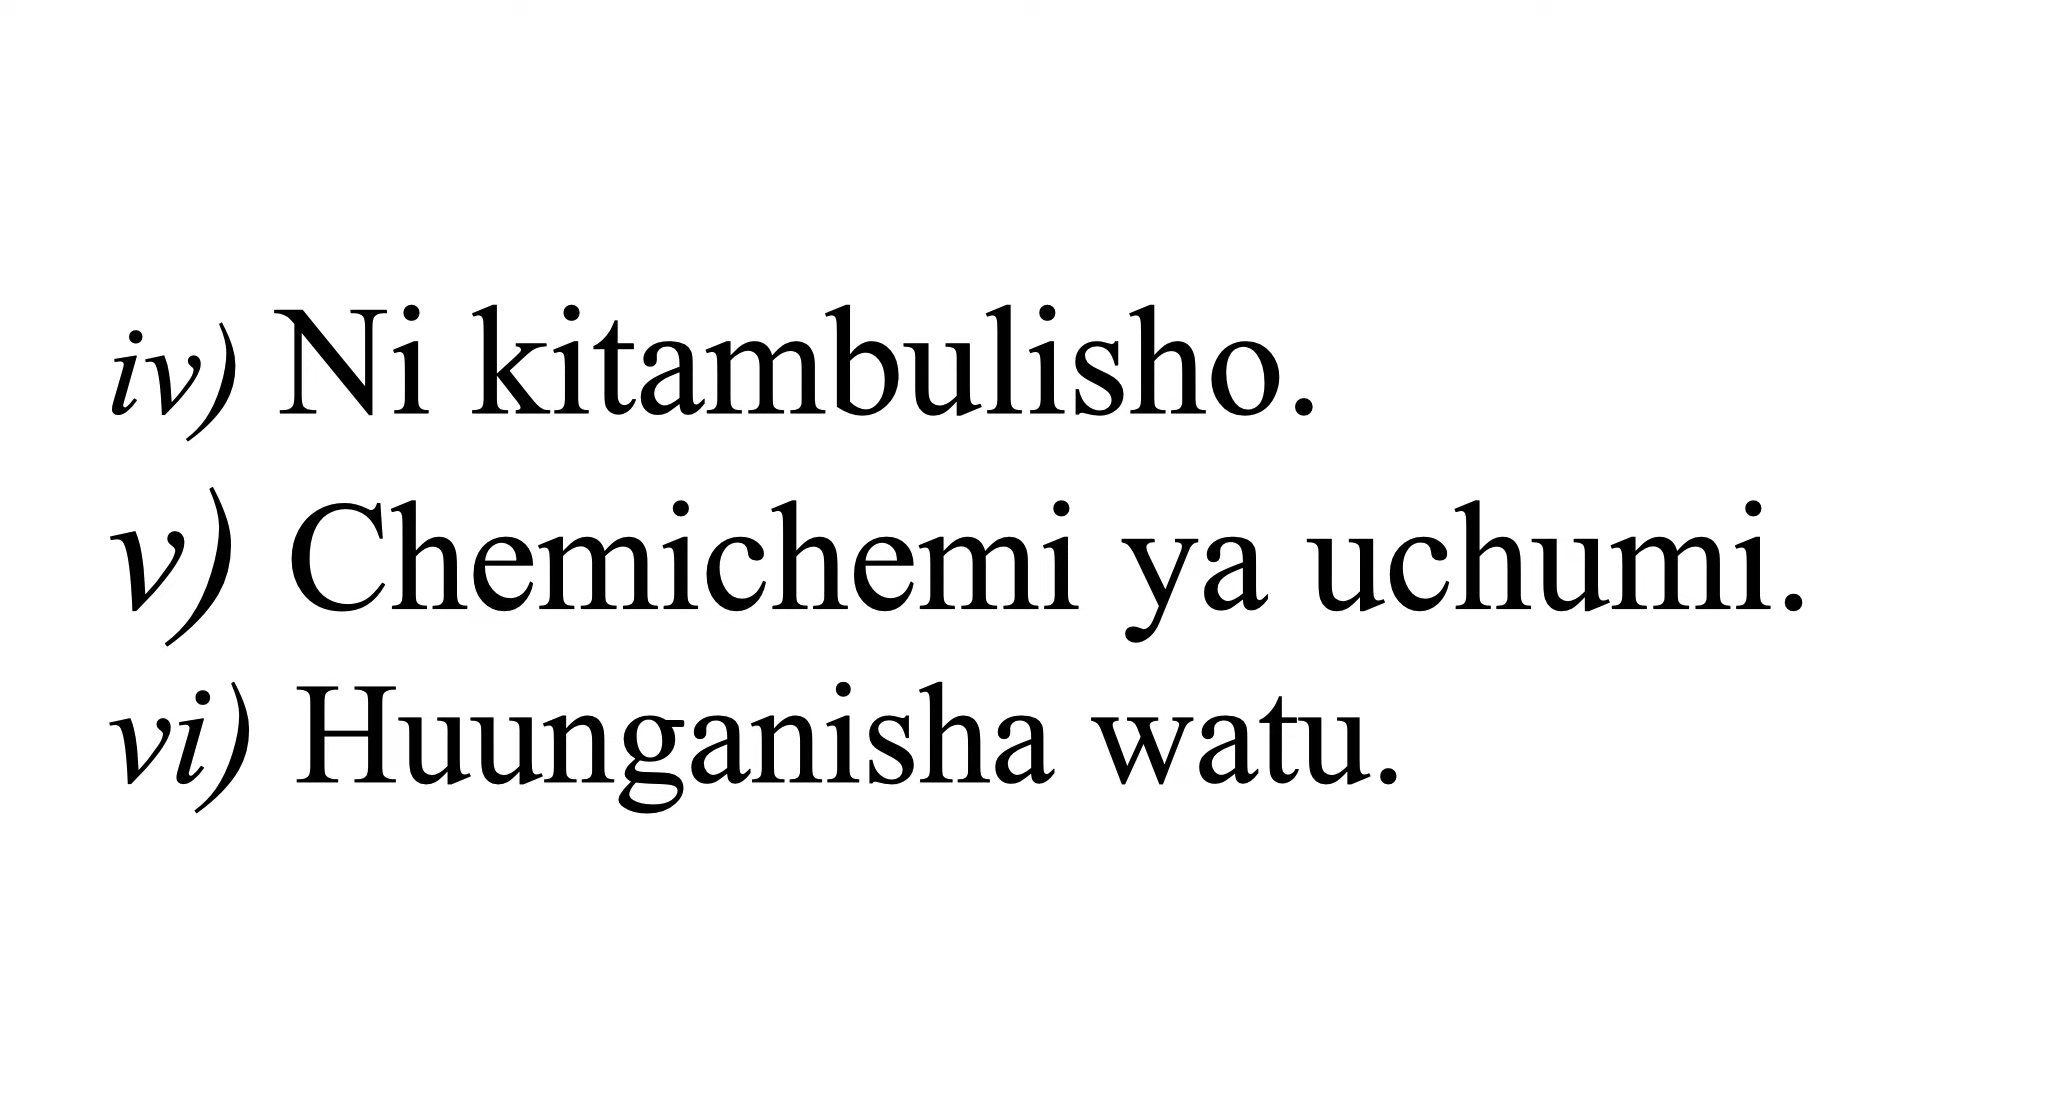 iv) Ni kitambulisho.
v) Chemichemi ya uchumi.
vi) Huunganisha watu.